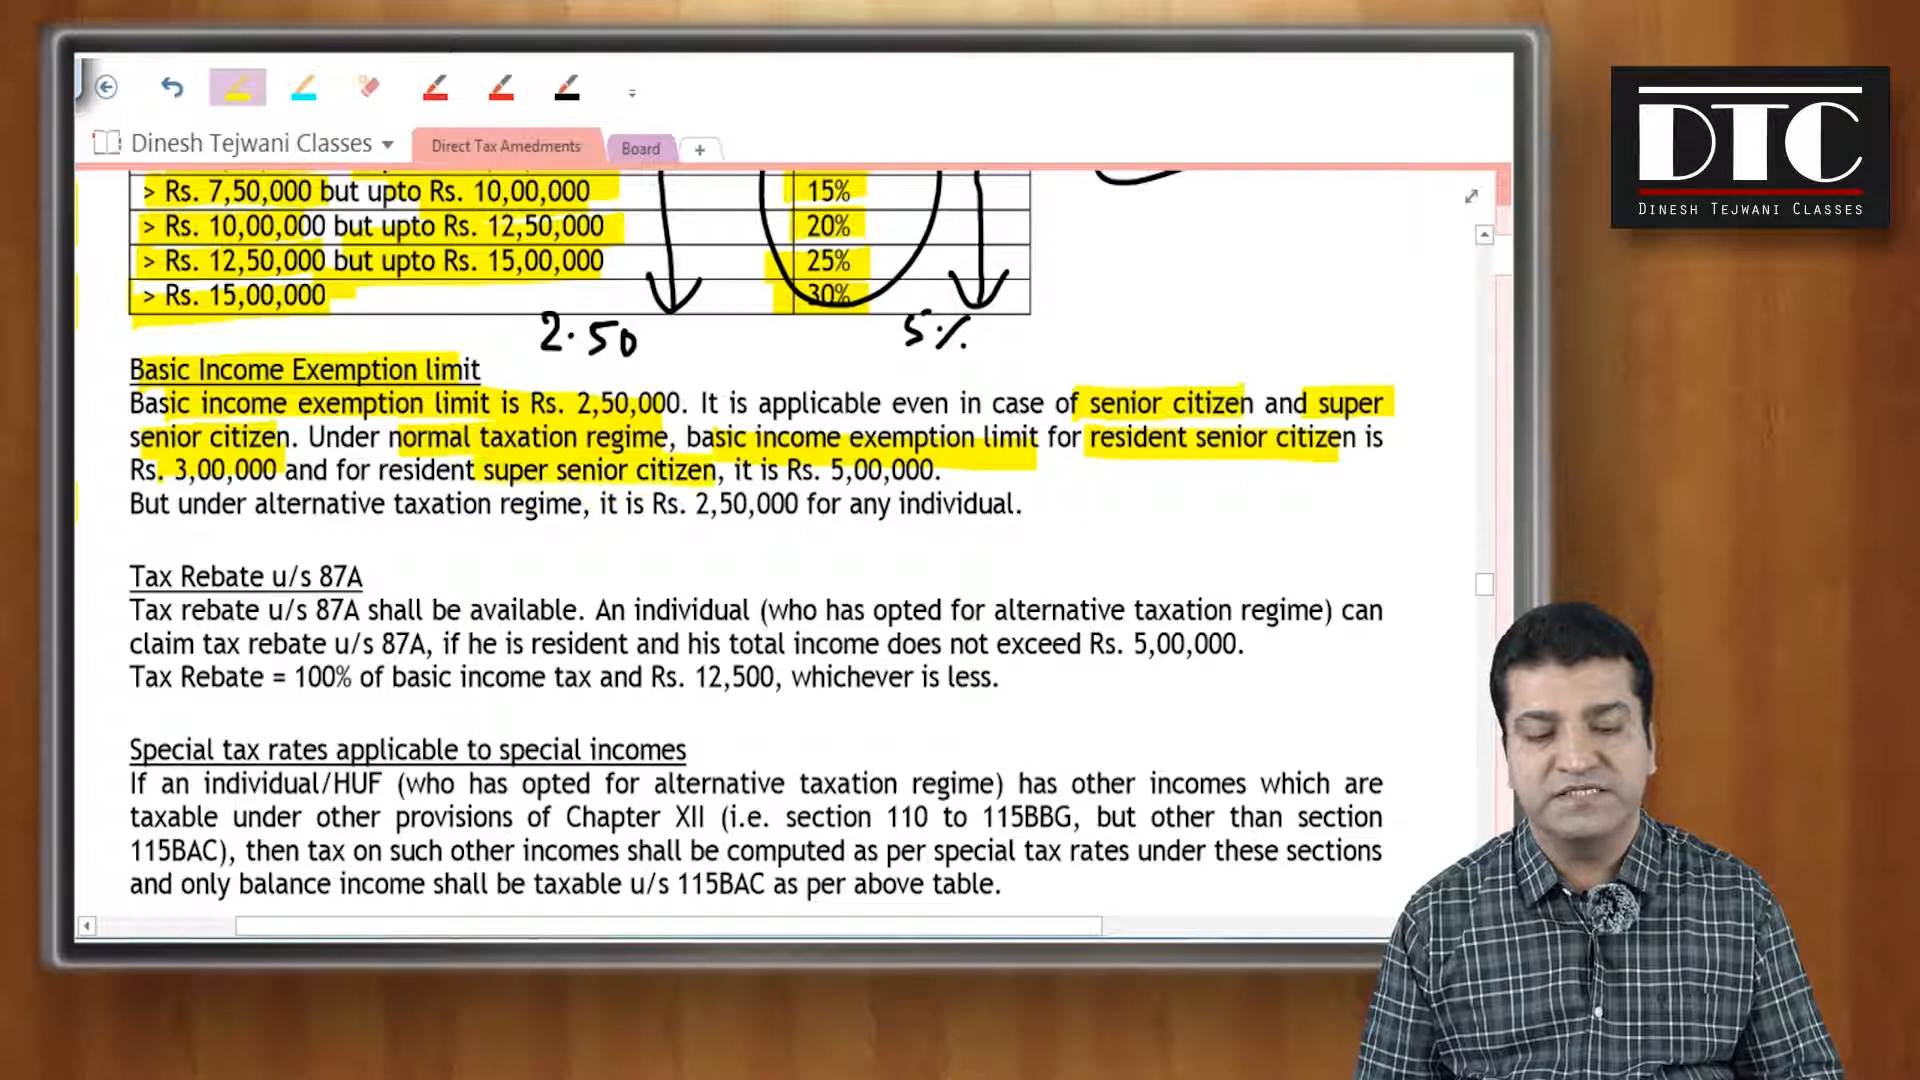 DTC
DINESH TEJWANI CLASSES
Dinesh Tejwani Classes
Direct Tax Amedments
Board
> Rs. 7,50,000 but upto Rs. 10,00,000 15%
> Rs. 10,00,000 but upto Rs. 12,50,000 20%
> Rs. 12,50,000 but upto Rs. 15,00,000 25%
> Rs. 15,00,000 30%
2.50 5%
Basic Income Exemption limit
Basic income exemption limit is Rs. 2,50,000. It is applicable even in case of senior citizen and super
senior citizen. Under normal taxation regime, basic income exemption limit for resident senior citizen is
Rs. 3,00,000 and for resident super senior citizen, it is Rs. 5,00,000.
But under alternative taxation regime, it is Rs. 2,50,000 for any individual.
Tax Rebate u/s 87A
Tax rebate u/s 87A shall be available. An individual (who has opted for alternative taxation regime) can
claim tax rebate u/s 87A, if he is resident and his total income does not exceed Rs. 5,00,000.
Tax Rebate = 100% of basic income tax and Rs. 12,500, whichever is less.
Special tax rates applicable to special incomes
If an individual/HUF (who has opted for alternative taxation regime) has other incomes which are
taxable under other provisions of Chapter XII (i.e. section 110 to 115BBG, but other than section
115BAC), then tax on such other incomes shall be computed as per special tax rates under these sections
and only balance income shall be taxable u/s 115BAC as per above table.